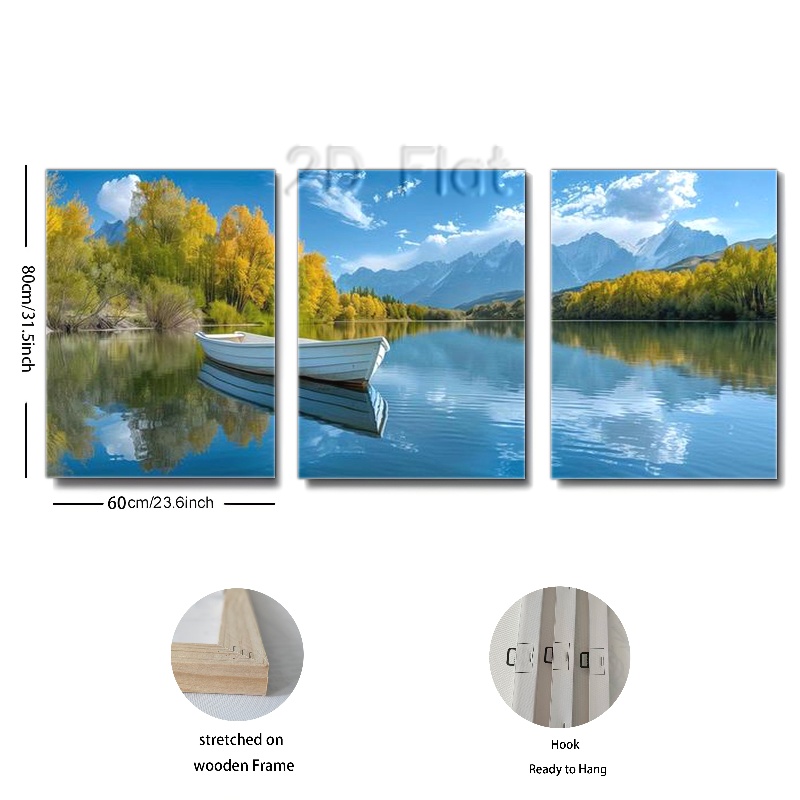 2D Flat
80cm/31.5inch
60cm/23.6inch
stretched on
wooden Frame
Hook
Ready to Hang